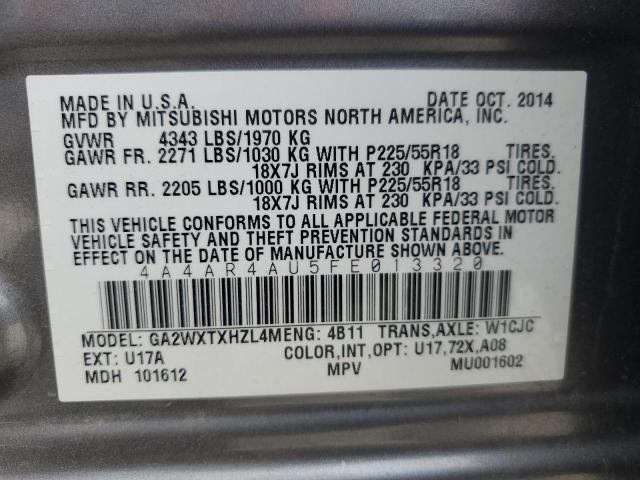 MADE IN U.S.A. DATE OCT. 2014
MFD BY MITSUBISHI MOTORS NORTH AMERICA, INC.
GVWR 4343 LBS/1970 KG
GAWR FR. 2271 LBS/1030 KG WITH P225/55R18 TIRES,
18X7J RIMS AT 230 KPA/33 PSI COLD.
GAWR RR. 2205 LBS/1000 KG WITH P225/55R18 TIRES,
18X7J RIMS AT 230 KPA/33 PSI COLD.
THIS VEHICLE CONFORMS TO ALL APPLICABLE FEDERAL MOTOR
VEHICLE SAFETY AND THEFT PREVENTION STANDARDS IN
EFFECT ON THE DATE OF MANUFACTURE SHOWN ABOVE.
4A4AR4AU5FE013320
MODEL: GA2WXTXHZL4MENG: 4B11 TRANS,AXLE: W1CJC
EXT: U17A COLOR,INT,OPT: U17,72X,A08
MDH 101612 MPV MU001602